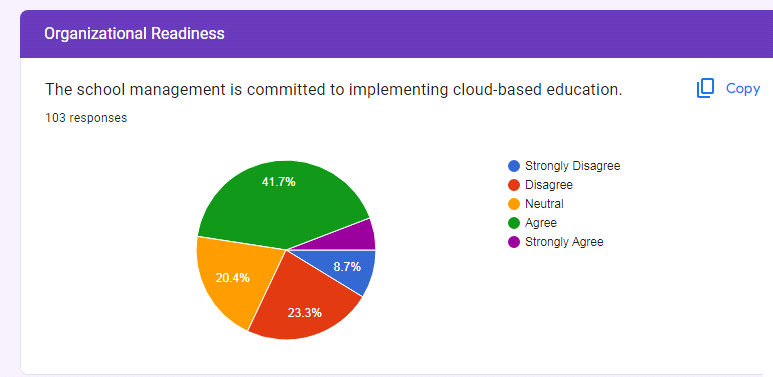 Organizational Readiness
The school management is committed to implementing cloud-based education.
Copy
103 responses
41.7%
20.4%
23.3%
8.7%
Strongly Disagree
Disagree
Neutral
Agree
Strongly Agree